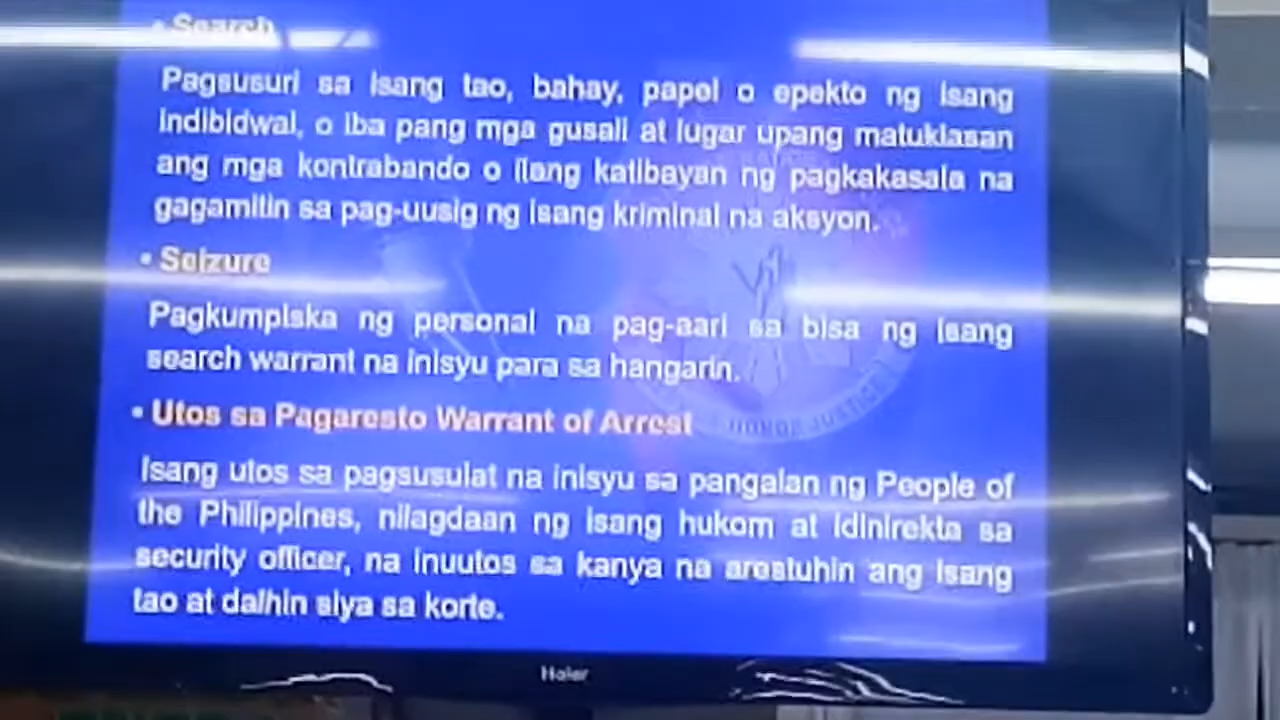 • Search
Pagsusuri sa isang tao, bahay, papel o epekto ng isang
indibidwal, o iba pang mga gusali at lugar upang matuklasan
ang mga kontrabando o ilang katibayan ng pagkakasala na
gagamitin sa pag-uusig ng isang kriminal na aksyon.
• Seizure
Pagkumpiska ng personal na pag-aari sa bisa ng isang
search warrant na inisyu para sa hangarin.
• Utos sa Pagaresto Warrant of Arrest
HONOR JUSTICE
Isang utos sa pagsusulat na inisyu sa pangalan ng People of
the Philippines, nilagdaan ng isang hukom at idinirekta sa
security officer, na inuutos sa kanya na arestuhin ang isang
tao at dalhin siya sa korte.
Haier